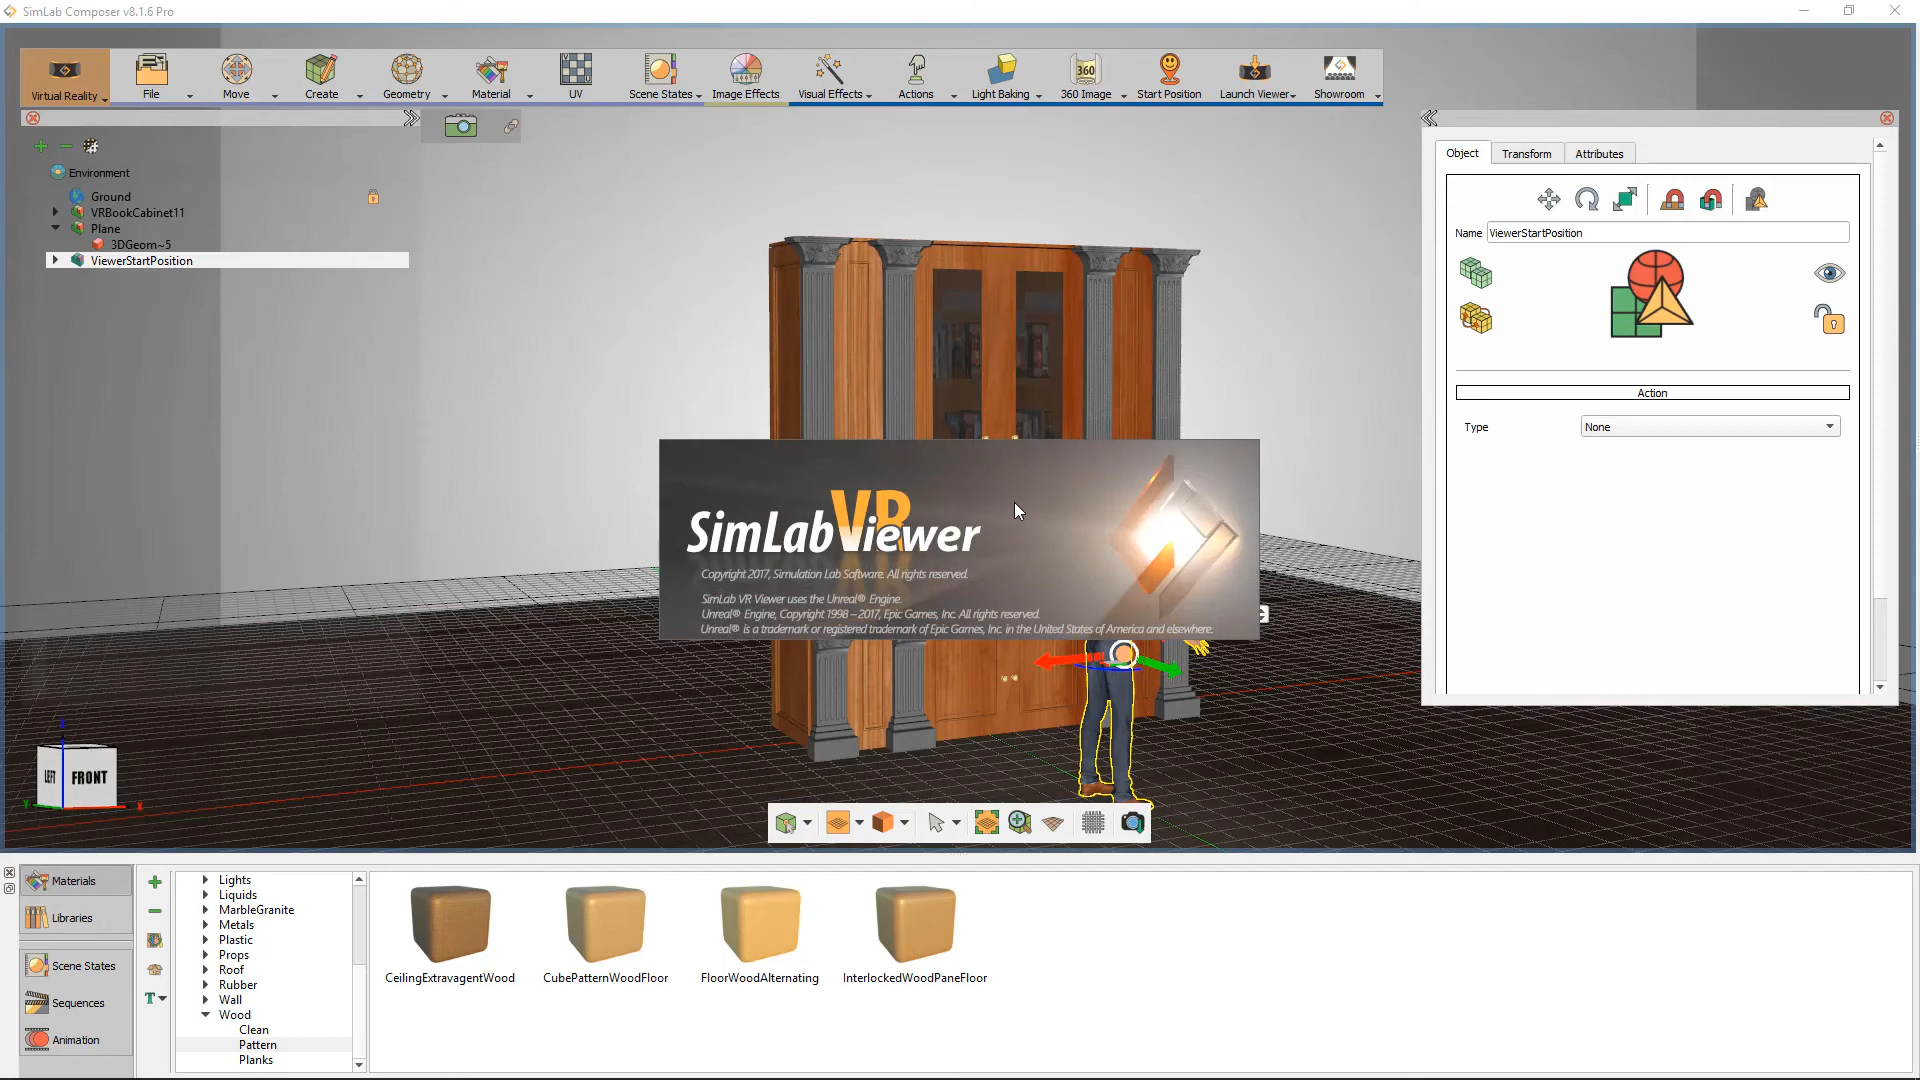 SimLab Composer v8.1.6 Pro
Virtual Reality
File
Move
Create
Geometry
Material
UV
Scene States
Image Effects
Visual Effects
Actions
Light Baking
360
360 Image
Start Position
Launch Viewer
Showroom
Environment
Ground
VRBookCabinet11
Plane
3DGeom~5
ViewerStartPosition
Object
Transform
Attributes
Name
ViewerStartPosition
Action
Type
None
SimLab VR Viewer
Copyright 2017, Simulation Lab Software. All rights reserved.
SimLab VR Viewer uses the Unreal® Engine.
Unreal® Engine, Copyright 1998 – 2017, Epic Games, Inc. All rights reserved.
Unreal® is a trademark or registered trademark of Epic Games, Inc. in the United States of America and elsewhere.
LEFT
FRONT
Y
X
Materials
Libraries
Scene States
Sequences
Animation
T
Lights
Liquids
MarbleGranite
Metals
Plastic
Props
Roof
Rubber
Wall
Wood
Clean
Pattern
Planks
CeilingExtravagentWood
CubePatternWoodFloor
FloorWoodAlternating
InterlockedWoodPaneFloor